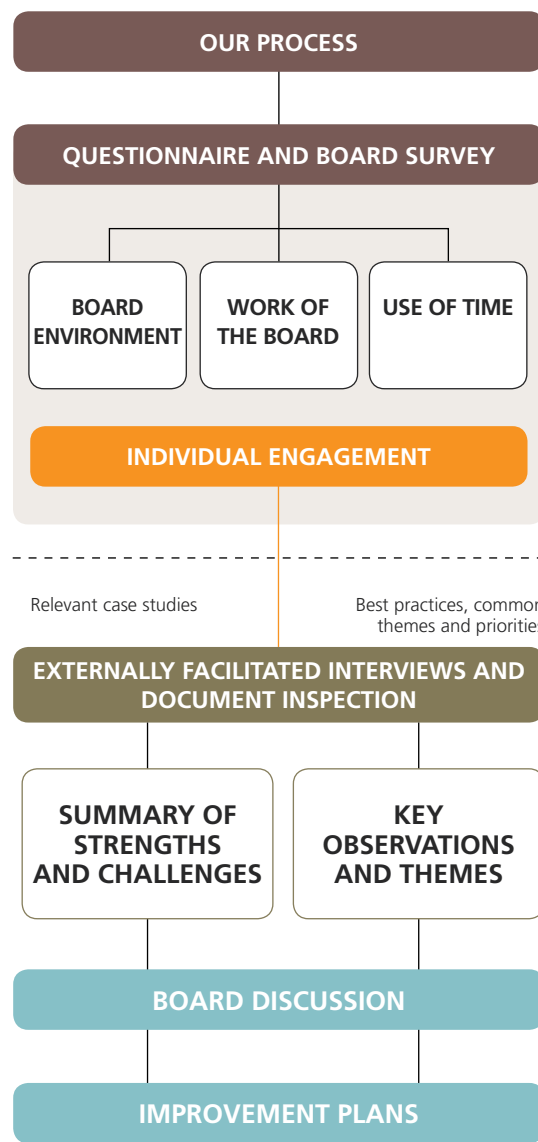 OUR PROCESS
QUESTIONNAIRE AND BOARD SURVEY
BOARD
ENVIRONMENT
WORK OF
THE BOARD
USE OF TIME
INDIVIDUAL ENGAGEMENT
Relevant case studies
Best practices, common
themes and priorities
EXTERNALLY FACILITATED INTERVIEWS AND
DOCUMENT INSPECTION
SUMMARY OF
STRENGTHS
AND CHALLENGES
KEY
OBSERVATIONS
AND THEMES
BOARD DISCUSSION
IMPROVEMENT PLANS